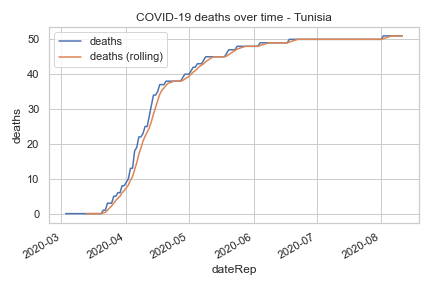 COVID-19 deaths over time - Tunisia
deaths
deaths (rolling)
deaths
50
40
30
20
10
0
2020-03
2020-04
2020-05
2020-06
2020-07
2020-08
dateRep